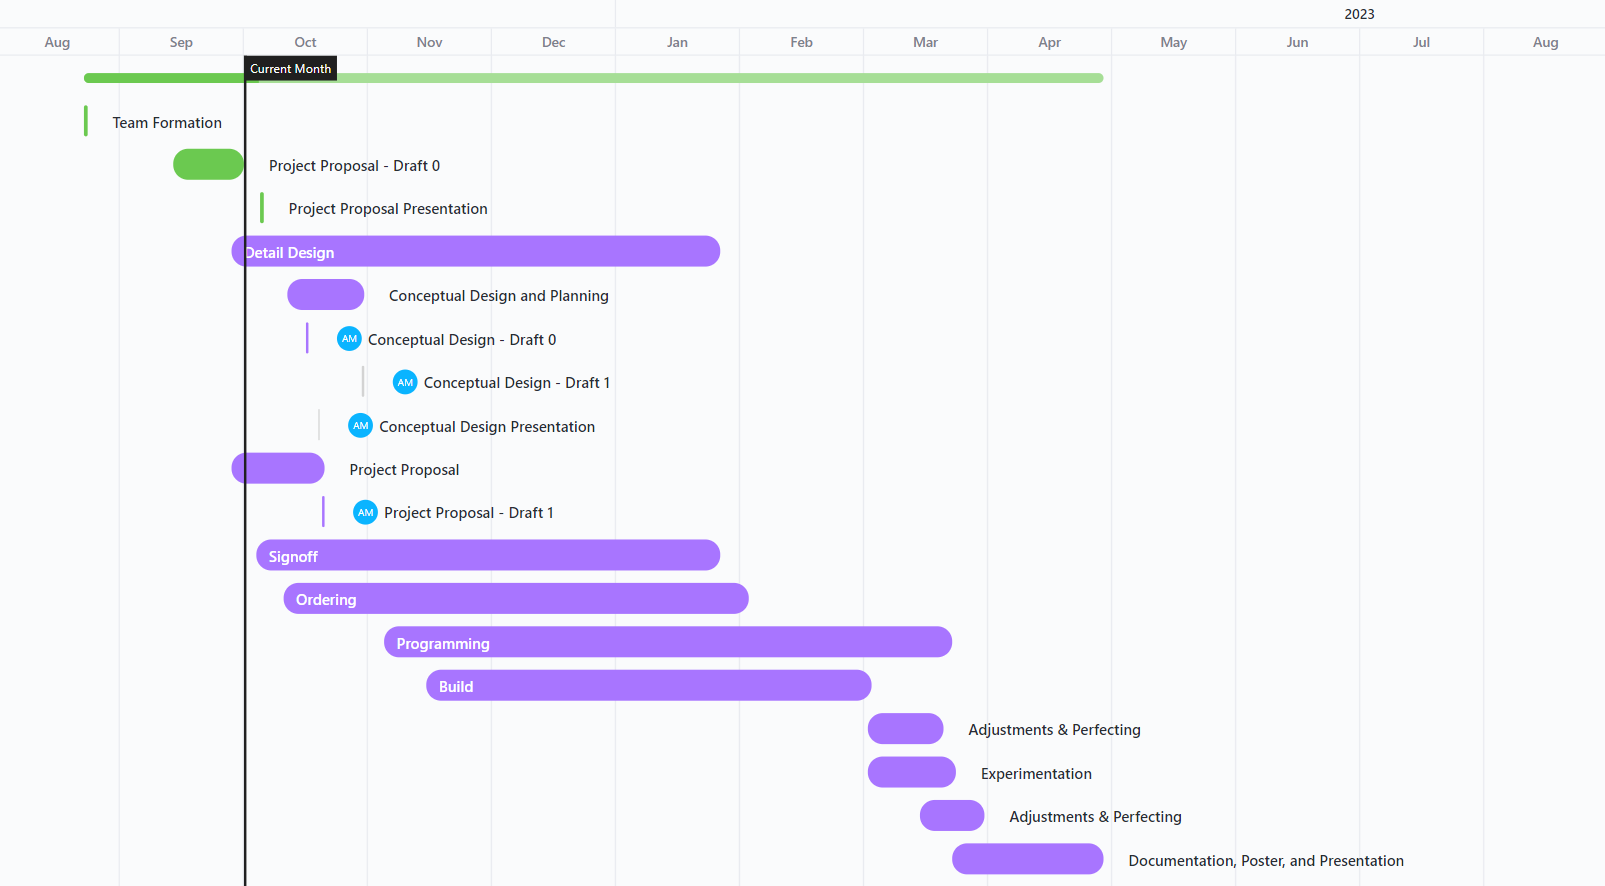 2023
Aug Sep Oct Nov Dec Jan Feb Mar Apr May Jun Jul Aug
Current Month
Team Formation
Project Proposal - Draft 0
Project Proposal Presentation
Detail Design
Conceptual Design and Planning
AM Conceptual Design - Draft 0
AM Conceptual Design - Draft 1
AM Conceptual Design Presentation
Project Proposal
AM Project Proposal - Draft 1
Signoff
Ordering
Programming
Build
Adjustments & Perfecting
Experimentation
Adjustments & Perfecting
Documentation, Poster, and Presentation